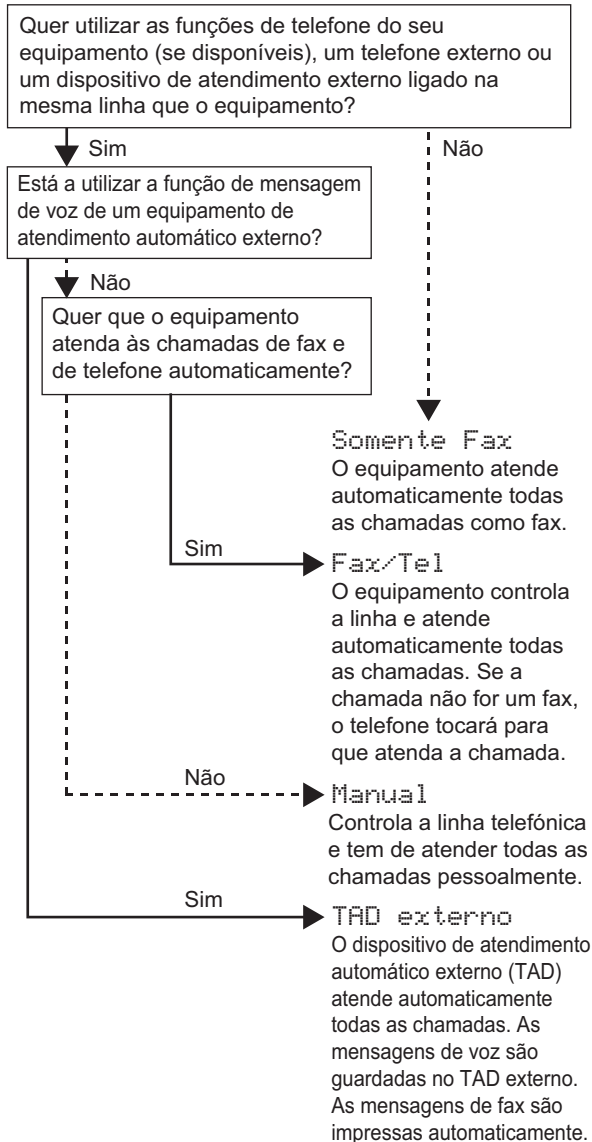 Quer utilizar as funções de telefone do seu
equipamento (se disponíveis), um telefone externo ou
um dispositivo de atendimento externo ligado na
mesma linha que o equipamento?
Sim
Não
Está a utilizar a função de mensagem
de voz de um equipamento de
atendimento automático externo?
Não
Quer que o equipamento
atenda às chamadas de fax e
de telefone automaticamente?
Somente Fax
O equipamento atende
automaticamente todas
as chamadas como fax.
Sim
Fax/Tel
O equipamento controla
a linha e atende
automaticamente todas
as chamadas. Se a
chamada não for um fax,
o telefone tocará para
que atenda a chamada.
Não
Manual
Controla a linha telefónica
e tem de atender todas as
chamadas pessoalmente.
Sim
TAD externo
O dispositivo de atendimento
automático externo (TAD)
atende automaticamente
todas as chamadas. As
mensagens de voz são
guardadas no TAD externo.
As mensagens de fax são
impressas automaticamente.